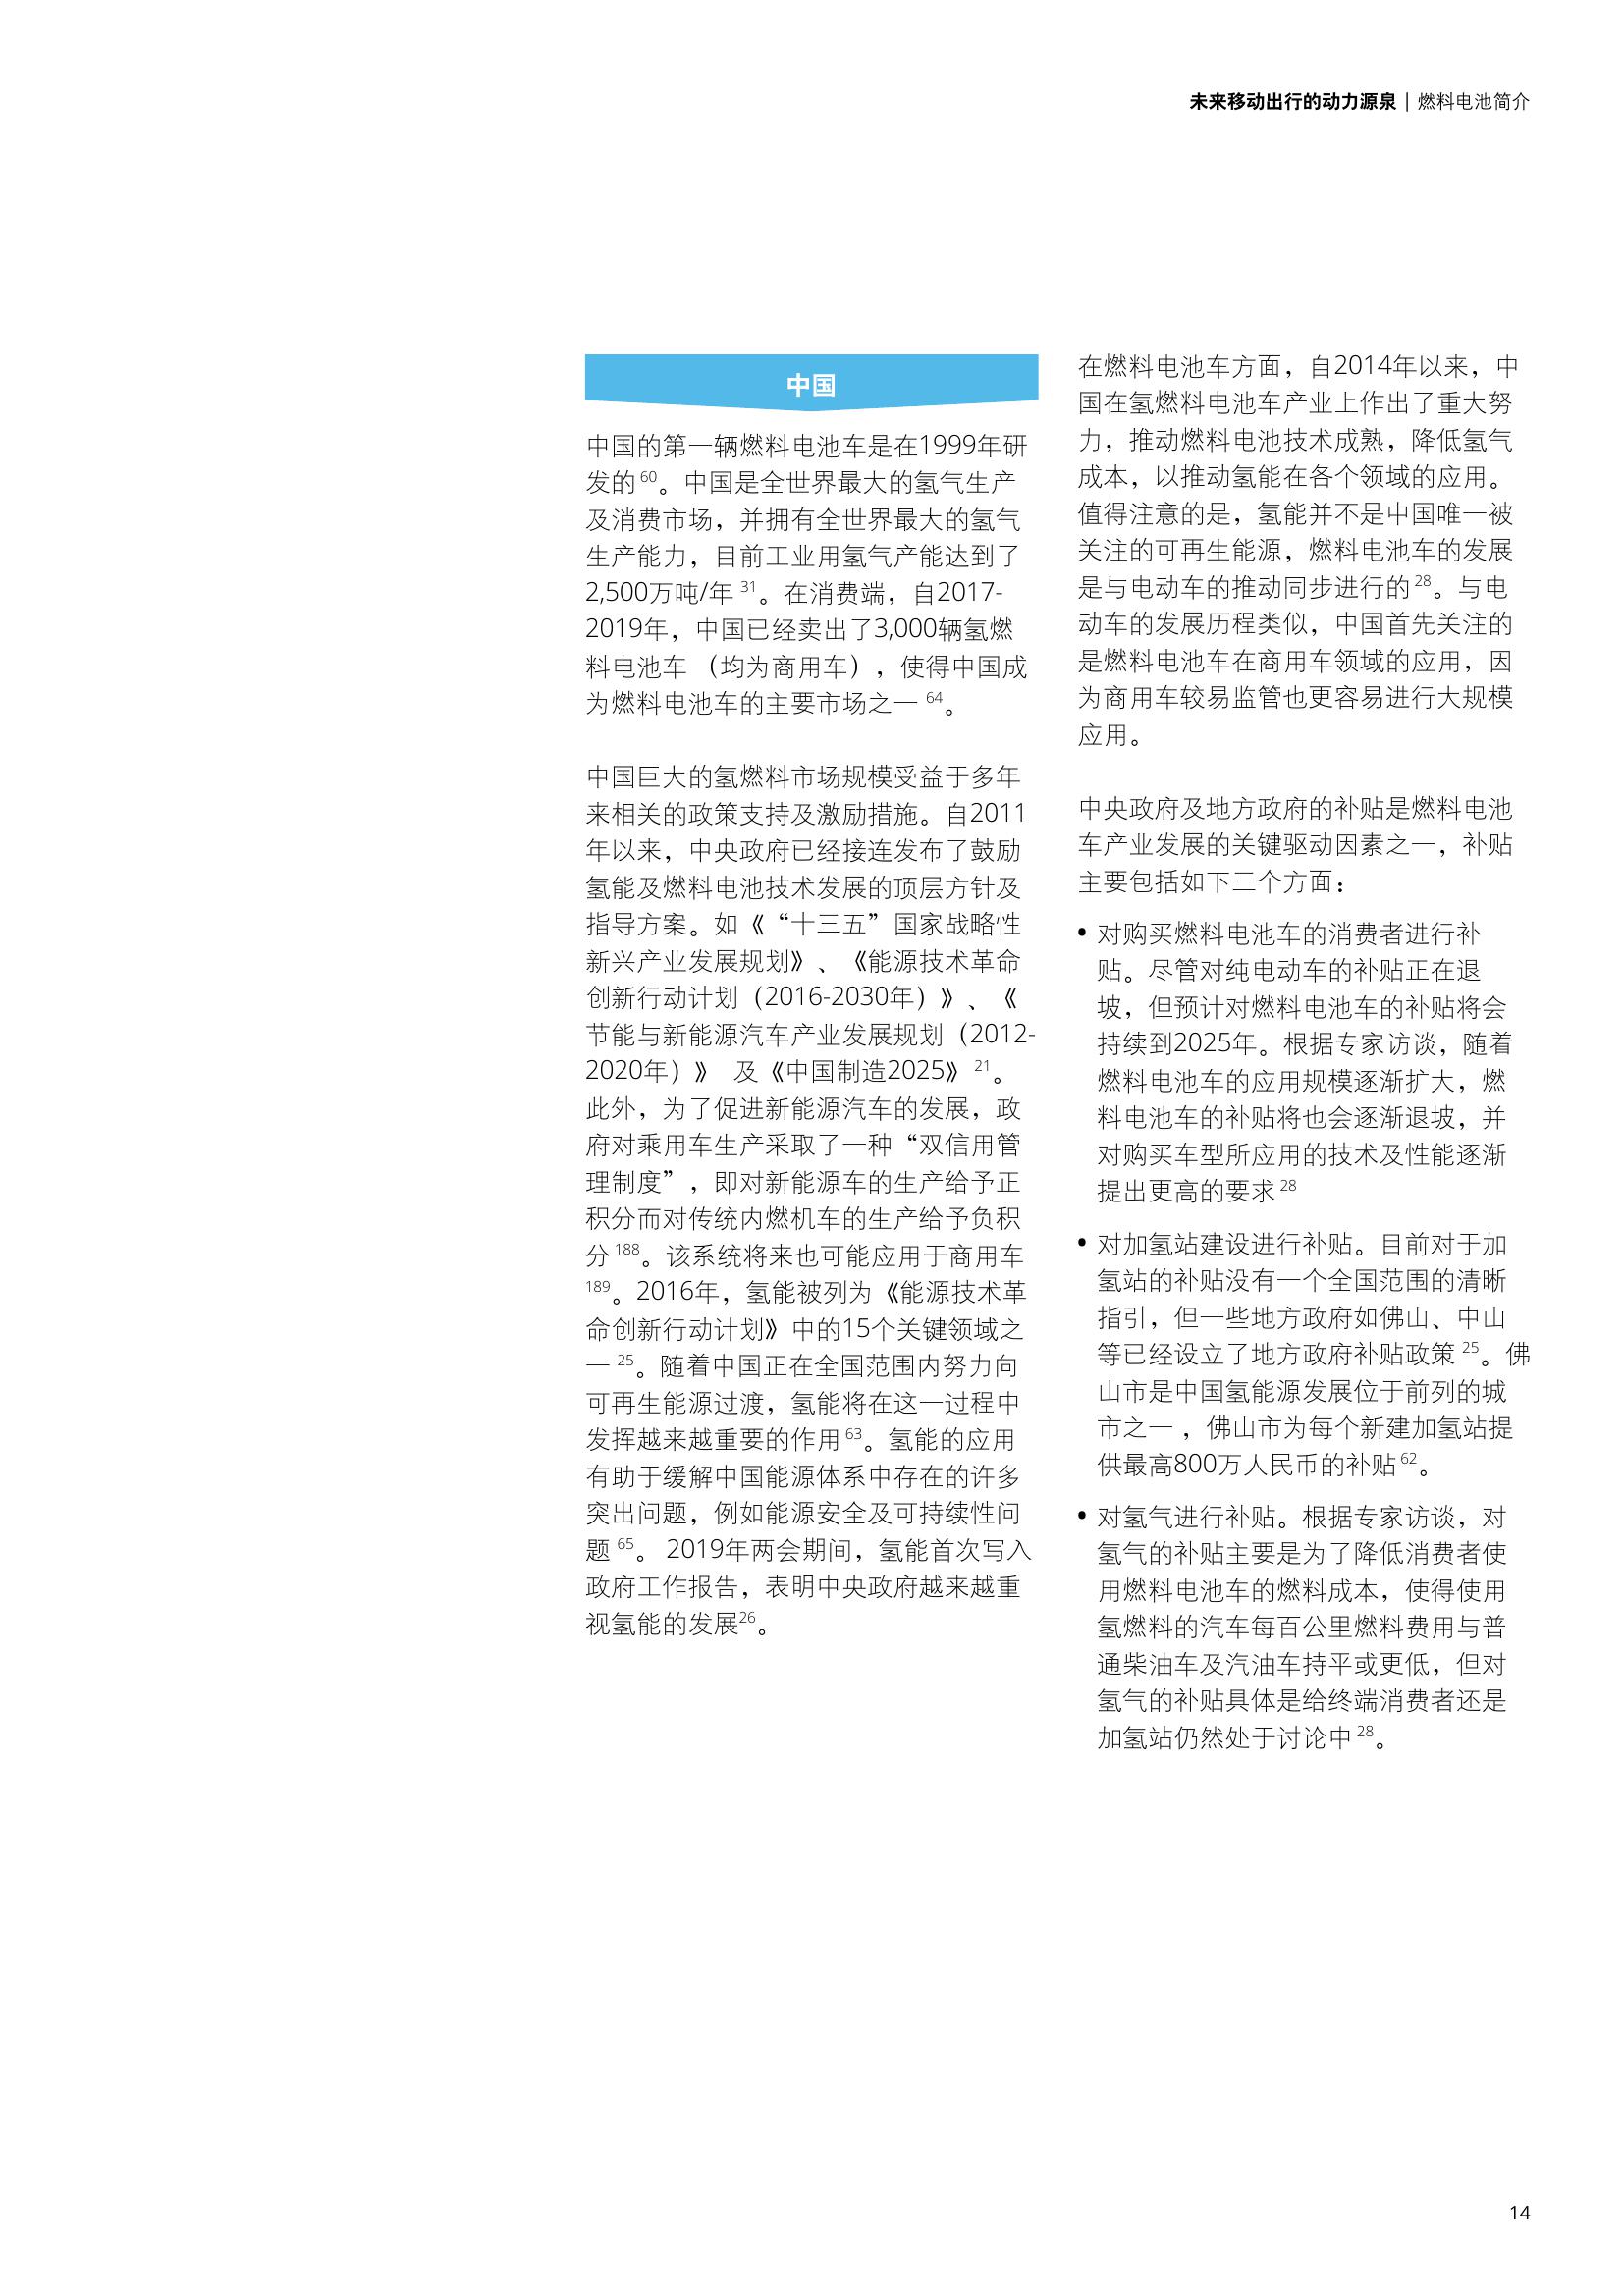 未来移动出行的动力源泉 | 燃料电池简介
中国
中国的第一辆燃料电池车是在1999年研
发的60。中国是全世界最大的氢气生产
及消费市场，并拥有全世界最大的氢气
生产能力，目前工业用氢气产能达到了
2,500万吨/年 31。在消费端，自2017-
2019年，中国已经卖出了3,000辆氢燃
料电池车 （均为商用车），使得中国成
为燃料电池车的主要市场之一 64。
中国巨大的氢燃料市场规模受益于多年
来相关的政策支持及激励措施。自2011
年以来，中央政府已经接连发布了鼓励
氢能及燃料电池技术发展的顶层方针及
指导方案。如《“十三五”国家战略性
新兴产业发展规划》、《能源技术革命
创新行动计划（2016-2030年）》、《
节能与新能源汽车产业发展规划（2012-
2020年）》 及《中国制造2025》 21。
此外，为了促进新能源汽车的发展，政
府对乘用车生产采取了一种“双信用管
理制度”，即对新能源车的生产给予正
积分而对传统内燃机车的生产给予负积
分188。该系统将来也可能应用于商用车
189。2016年，氢能被列为《能源技术革
命创新行动计划》中的15个关键领域之
一 25。随着中国正在全国范围内努力向
可再生能源过渡，氢能将在这一过程中
发挥越来越重要的作用63。氢能的应用
有助于缓解中国能源体系中存在的许多
突出问题，例如能源安全及可持续性问
题 65。 2019年两会期间，氢能首次写入
政府工作报告，表明中央政府越来越重
视氢能的发展26。
在燃料电池车方面，自2014年以来，中
国在氢燃料电池车产业上作出了重大努
力，推动燃料电池技术成熟，降低氢气
成本，以推动氢能在各个领域的应用。
值得注意的是，氢能并不是中国唯一被
关注的可再生能源，燃料电池车的发展
是与电动车的推动同步进行的28。与电
动车的发展历程类似，中国首先关注的
是燃料电池车在商用车领域的应用，因
为商用车较易监管也更容易进行大规模
应用。
中央政府及地方政府的补贴是燃料电池
车产业发展的关键驱动因素之一，补贴
主要包括如下三个方面：
• 对购买燃料电池车的消费者进行补
贴。尽管对纯电动车的补贴正在退
坡，但预计对燃料电池车的补贴将会
持续到2025年。根据专家访谈，随着
燃料电池车的应用规模逐渐扩大，燃
料电池车的补贴将也会逐渐退坡，并
对购买车型所应用的技术及性能逐渐
提出更高的要求28
• 对加氢站建设进行补贴。目前对于加
氢站的补贴没有一个全国范围的清晰
指引，但一些地方政府如佛山、中山
等已经设立了地方政府补贴政策 25。佛
山市是中国氢能源发展位于前列的城
市之一 ，佛山市为每个新建加氢站提
供最高800万人民币的补贴62。
• 对氢气进行补贴。根据专家访谈，对
氢气的补贴主要是为了降低消费者使
用燃料电池车的燃料成本，使得使用
氢燃料的汽车每百公里燃料费用与普
通柴油车及汽油车持平或更低，但对
氢气的补贴具体是给终端消费者还是
加氢站仍然处于讨论中28。
14